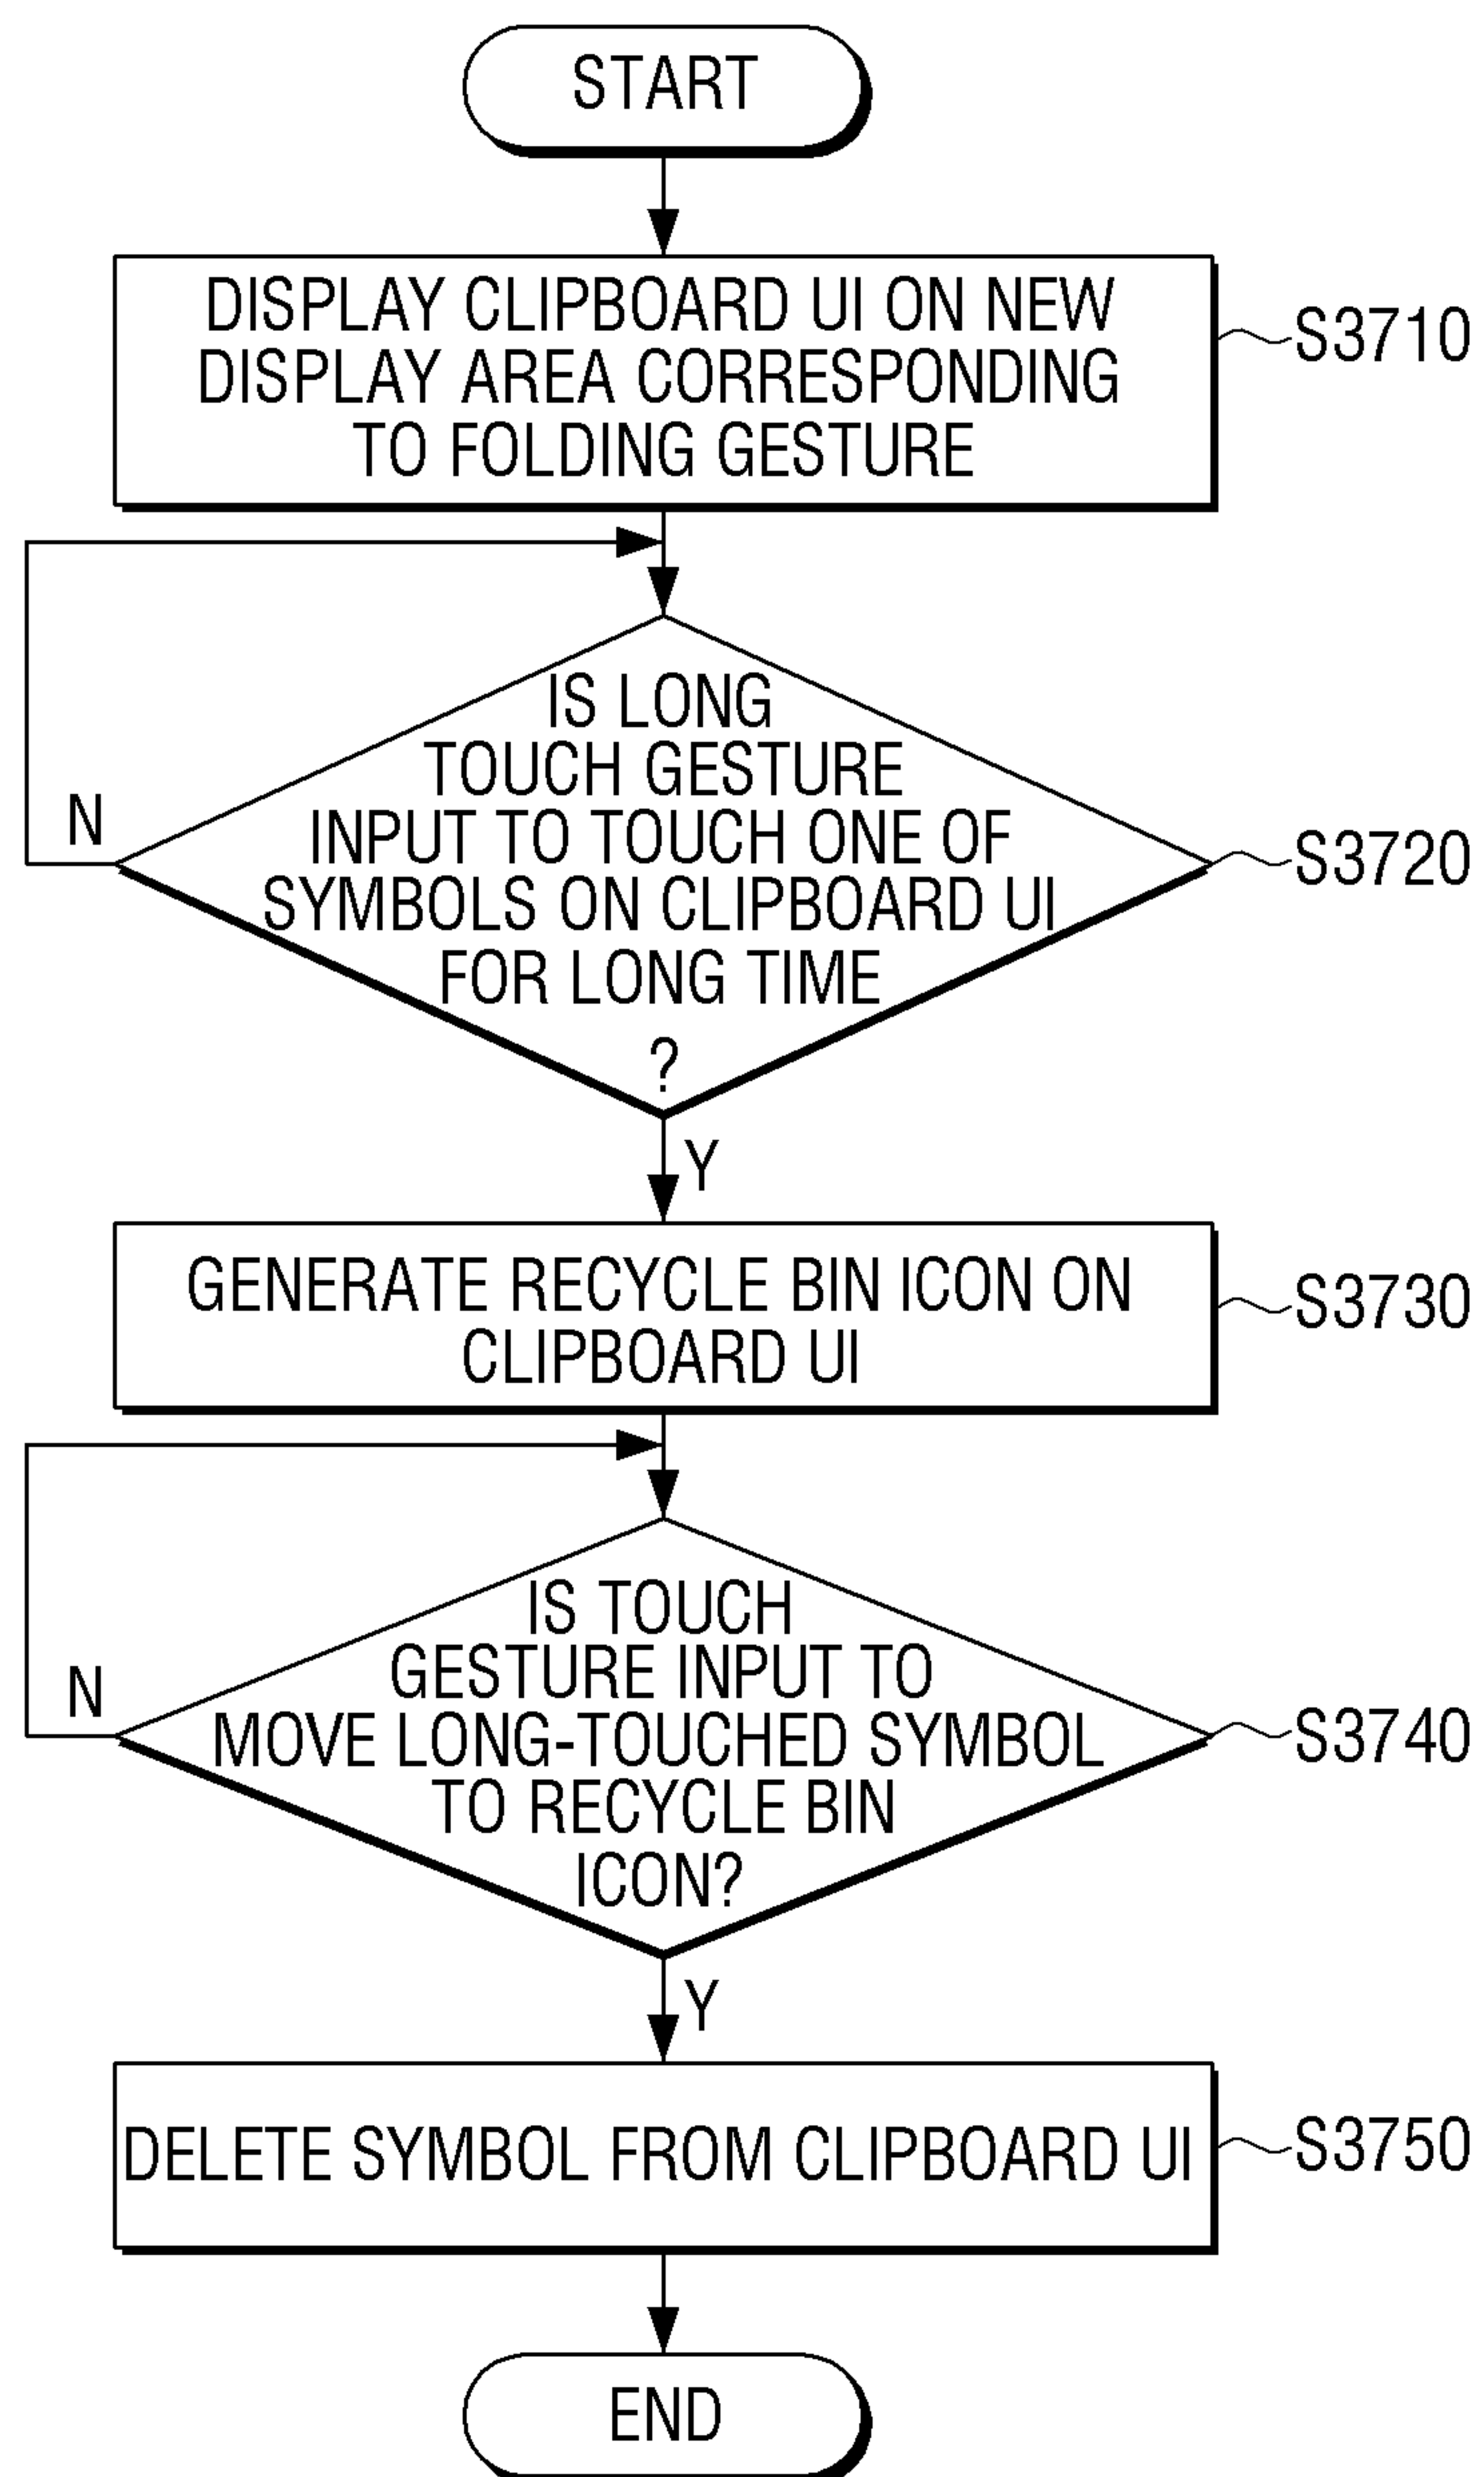 START
DISPLAY CLIPBOARD UI ON NEW
DISPLAY AREA CORRESPONDING
TO FOLDING GESTURE
S3710
IS LONG
TOUCH GESTURE
INPUT TO TOUCH ONE OF
SYMBOLS ON CLIPBOARD UI
FOR LONG TIME
?
N
S3720
Y
GENERATE RECYCLE BIN ICON ON
CLIPBOARD UI
S3730
IS TOUCH
GESTURE INPUT TO
MOVE LONG-TOUCHED SYMBOL
TO RECYCLE BIN
ICON?
N
S3740
Y
DELETE SYMBOL FROM CLIPBOARD UI
S3750
END